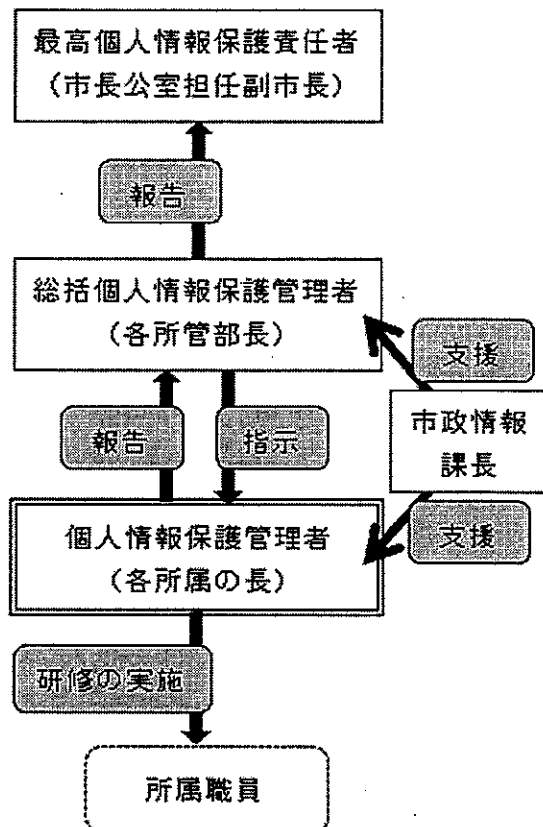 最高個人情報保護責任者
(市長公室担任副市長)
報告
総括個人情報保護管理者
(各所管部長)
支援
報告
指示
市政情報
課長
個人情報保護管理者
(各所属の長)
支援
研修の実施
所属職員